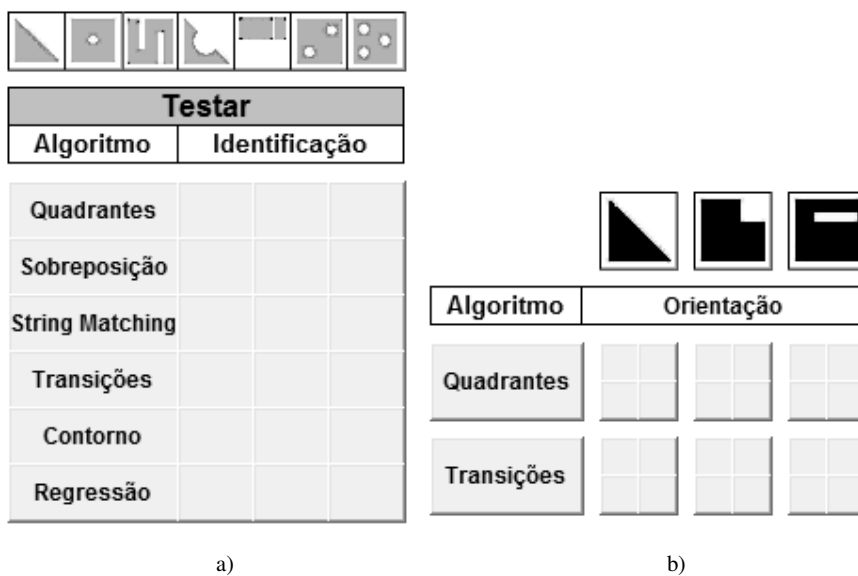 Testar
Algoritmo Identificação
Quadrantes
Sobreposição
String Matching
Transições
Contorno
Regressão
a)
Algoritmo Orientação
Quadrantes
Transições
b)